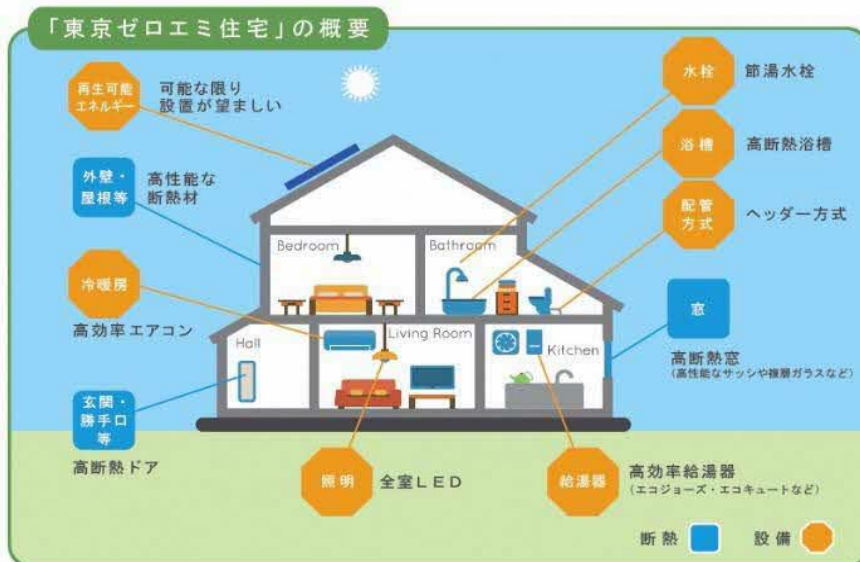 「東京ゼロエミ住宅」の概要
再生可能
エネルギー
可能な限り
設置が望ましい
水栓
節湯水栓
浴槽
高断熱浴槽
外壁・
屋根等
高性能な
断熱材
配管
方式
ヘッダー方式
Bedroom
Bathroom
冷暖房
高効率エアコン
窓
高断熱窓
(高性能なサッシや複層ガラスなど)
Hall
Living Room
Kitchen
玄関・
勝手口
等
高断熱ドア
照明
全室LED
給湯器
高効率給湯器
(エコジョーズ・エコキュートなど)
断熱
設備